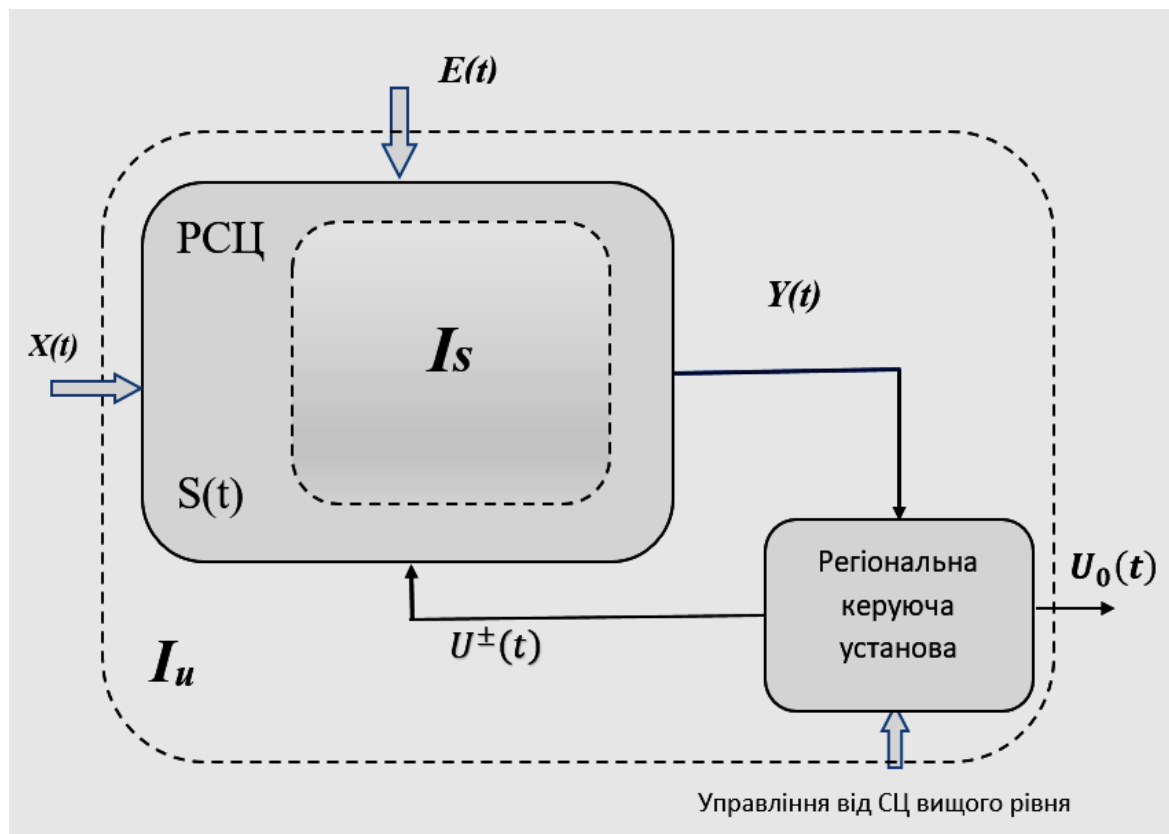 E(t)
РСЦ
Y(t)
X(t)
Is
S(t)
Регіональна
керуюча
установа
U₀(t)
U±(t)
Iu
Управління від СЦ вищого рівня